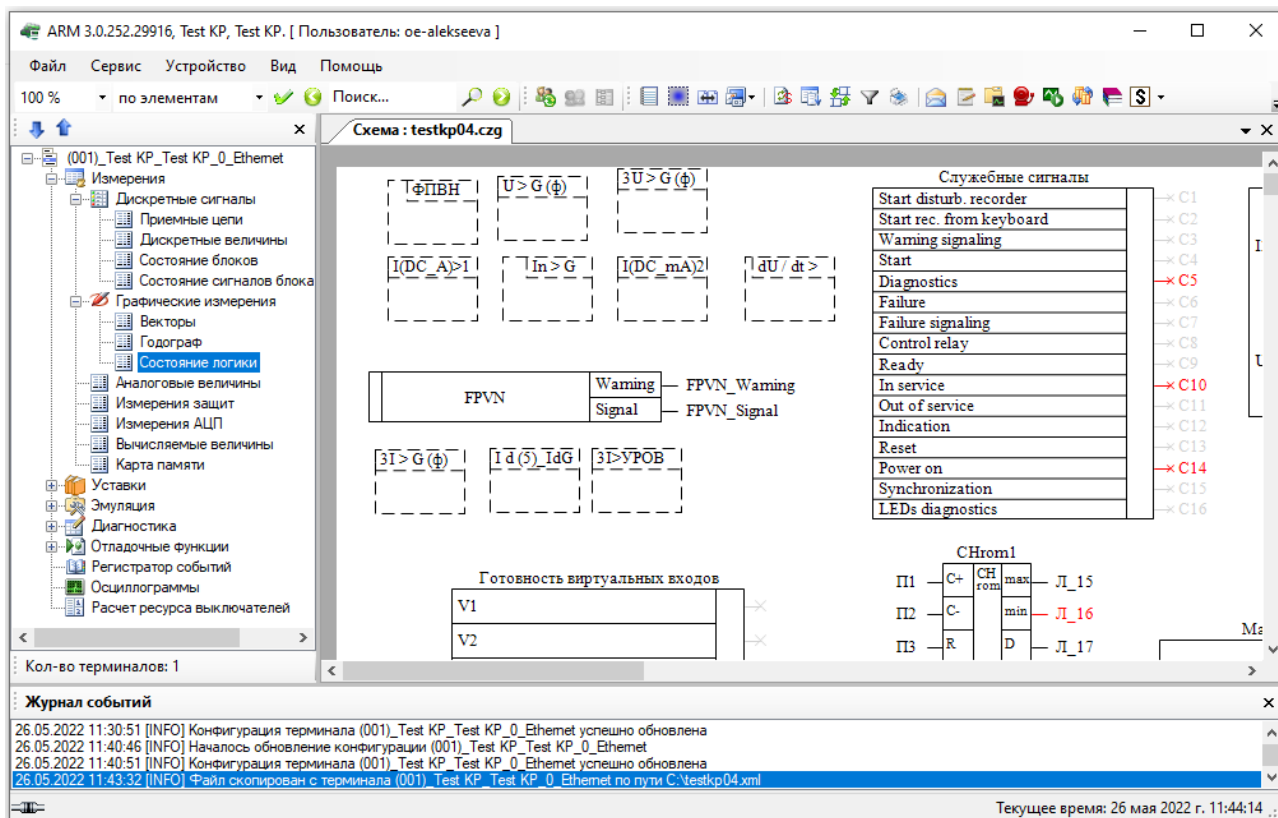 ARM 3.0.252.29916, Test KP, Test KP. [ Пользователь: oe-alekseeva ]
Файл Сервис Устройство Вид Помощь
100 % по элементам Поиск...
Схема : testkp04.czg
(001)_Test KP_Test KP_0_Ethernet
Измерения
Дискретные сигналы
Приемные цепи
Дискретные величины
Состояние блоков
Состояние сигналов блока
Графические измерения
Векторы
Годограф
Состояние логики
Аналоговые величины
Измерения защит
Измерения АЦП
Вычисляемые величины
Карта памяти
Уставки
Эмуляция
Диагностика
Отладочные функции
Регистратор событий
Осциллограммы
Расчет ресурса выключателей
Кол-во терминалов: 1
ФПВН U > G (ф) 3U > G (ф)
I(DC_A)>1 In > G I(DC_mA)2 dU / dt >
FPVN Warning FPVN_Warning
Signal FPVN_Signal
3I > G (ф) I d (5)_IdG 3I>УРОВ
Готовность виртуальных входов
V1
V2
Служебные сигналы
Start disturb. recorder C1
Start rec. from keyboard C2
Warning signaling C3
Start C4
Diagnostics C5
Failure C6
Failure signaling C7
Control relay C8
Ready C9
In service C10
Out of service C11
Indication C12
Reset C13
Power on C14
Synchronization C15
LEDs diagnostics C16
CHrom1
П1 C+ CH rom max Л_15
П2 C- min Л_16
П3 R D Л_17
Журнал событий
26.05.2022 11:30:51 [INFO] Конфигурация терминала (001)_Test KP_Test KP_0_Ethernet успешно обновлена
26.05.2022 11:40:46 [INFO] Началось обновление конфигурации (001)_Test KP_Test KP_0_Ethernet
26.05.2022 11:40:51 [INFO] Конфигурация терминала (001)_Test KP_Test KP_0_Ethernet успешно обновлена
26.05.2022 11:43:32 [INFO] Файл скопирован с терминала (001)_Test KP_Test KP_0_Ethernet по пути C:\testkp04.xml
Текущее время: 26 мая 2022 г. 11:44:14